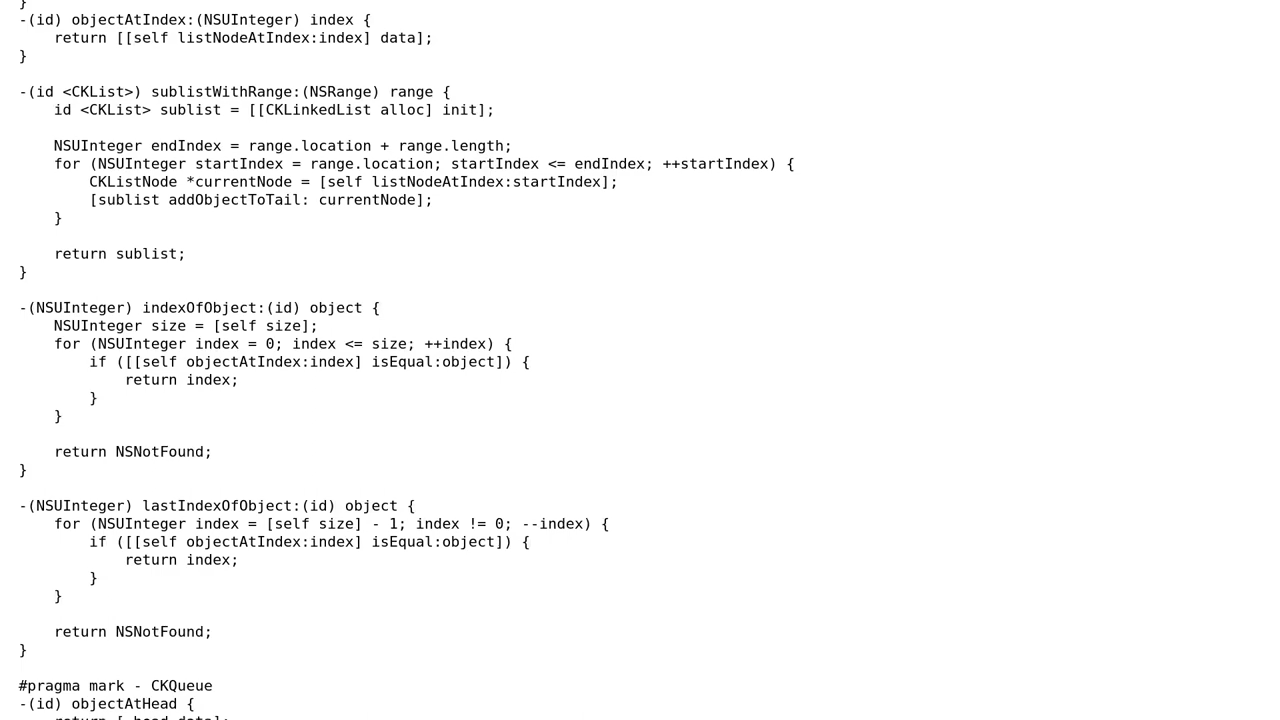 }
-(id) objectAtIndex:(NSUInteger) index {
    return [[self listNodeAtIndex:index] data];
}

-(id <CKList>) sublistWithRange:(NSRange) range {
    id <CKList> sublist = [[CKLinkedList alloc] init];

    NSUInteger endIndex = range.location + range.length;
    for (NSUInteger startIndex = range.location; startIndex <= endIndex; ++startIndex) {
        CKListNode *currentNode = [self listNodeAtIndex:startIndex];
        [sublist addObjectToTail: currentNode];
    }

    return sublist;
}

-(NSUInteger) indexOfObject:(id) object {
    NSUInteger size = [self size];
    for (NSUInteger index = 0; index <= size; ++index) {
        if ([[self objectAtIndex:index] isEqual:object]) {
            return index;
        }
    }

    return NSNotFound;
}

-(NSUInteger) lastIndexOfObject:(id) object {
    for (NSUInteger index = [self size] - 1; index != 0; --index) {
        if ([[self objectAtIndex:index] isEqual:object]) {
            return index;
        }
    }

    return NSNotFound;
}

#pragma mark - CKQueue
-(id) objectAtHead {
    return [_head data];